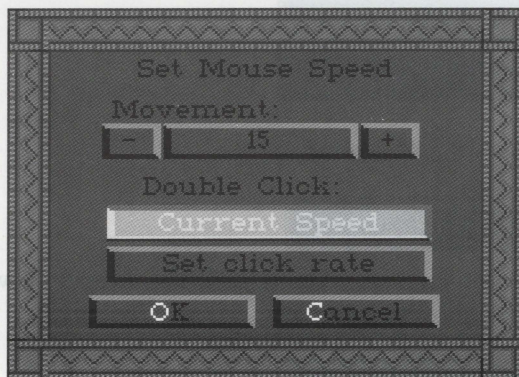 Set Mouse Speed
Movement:
- 15 +
Double Click:
Current Speed
Set click rate
OK Cancel